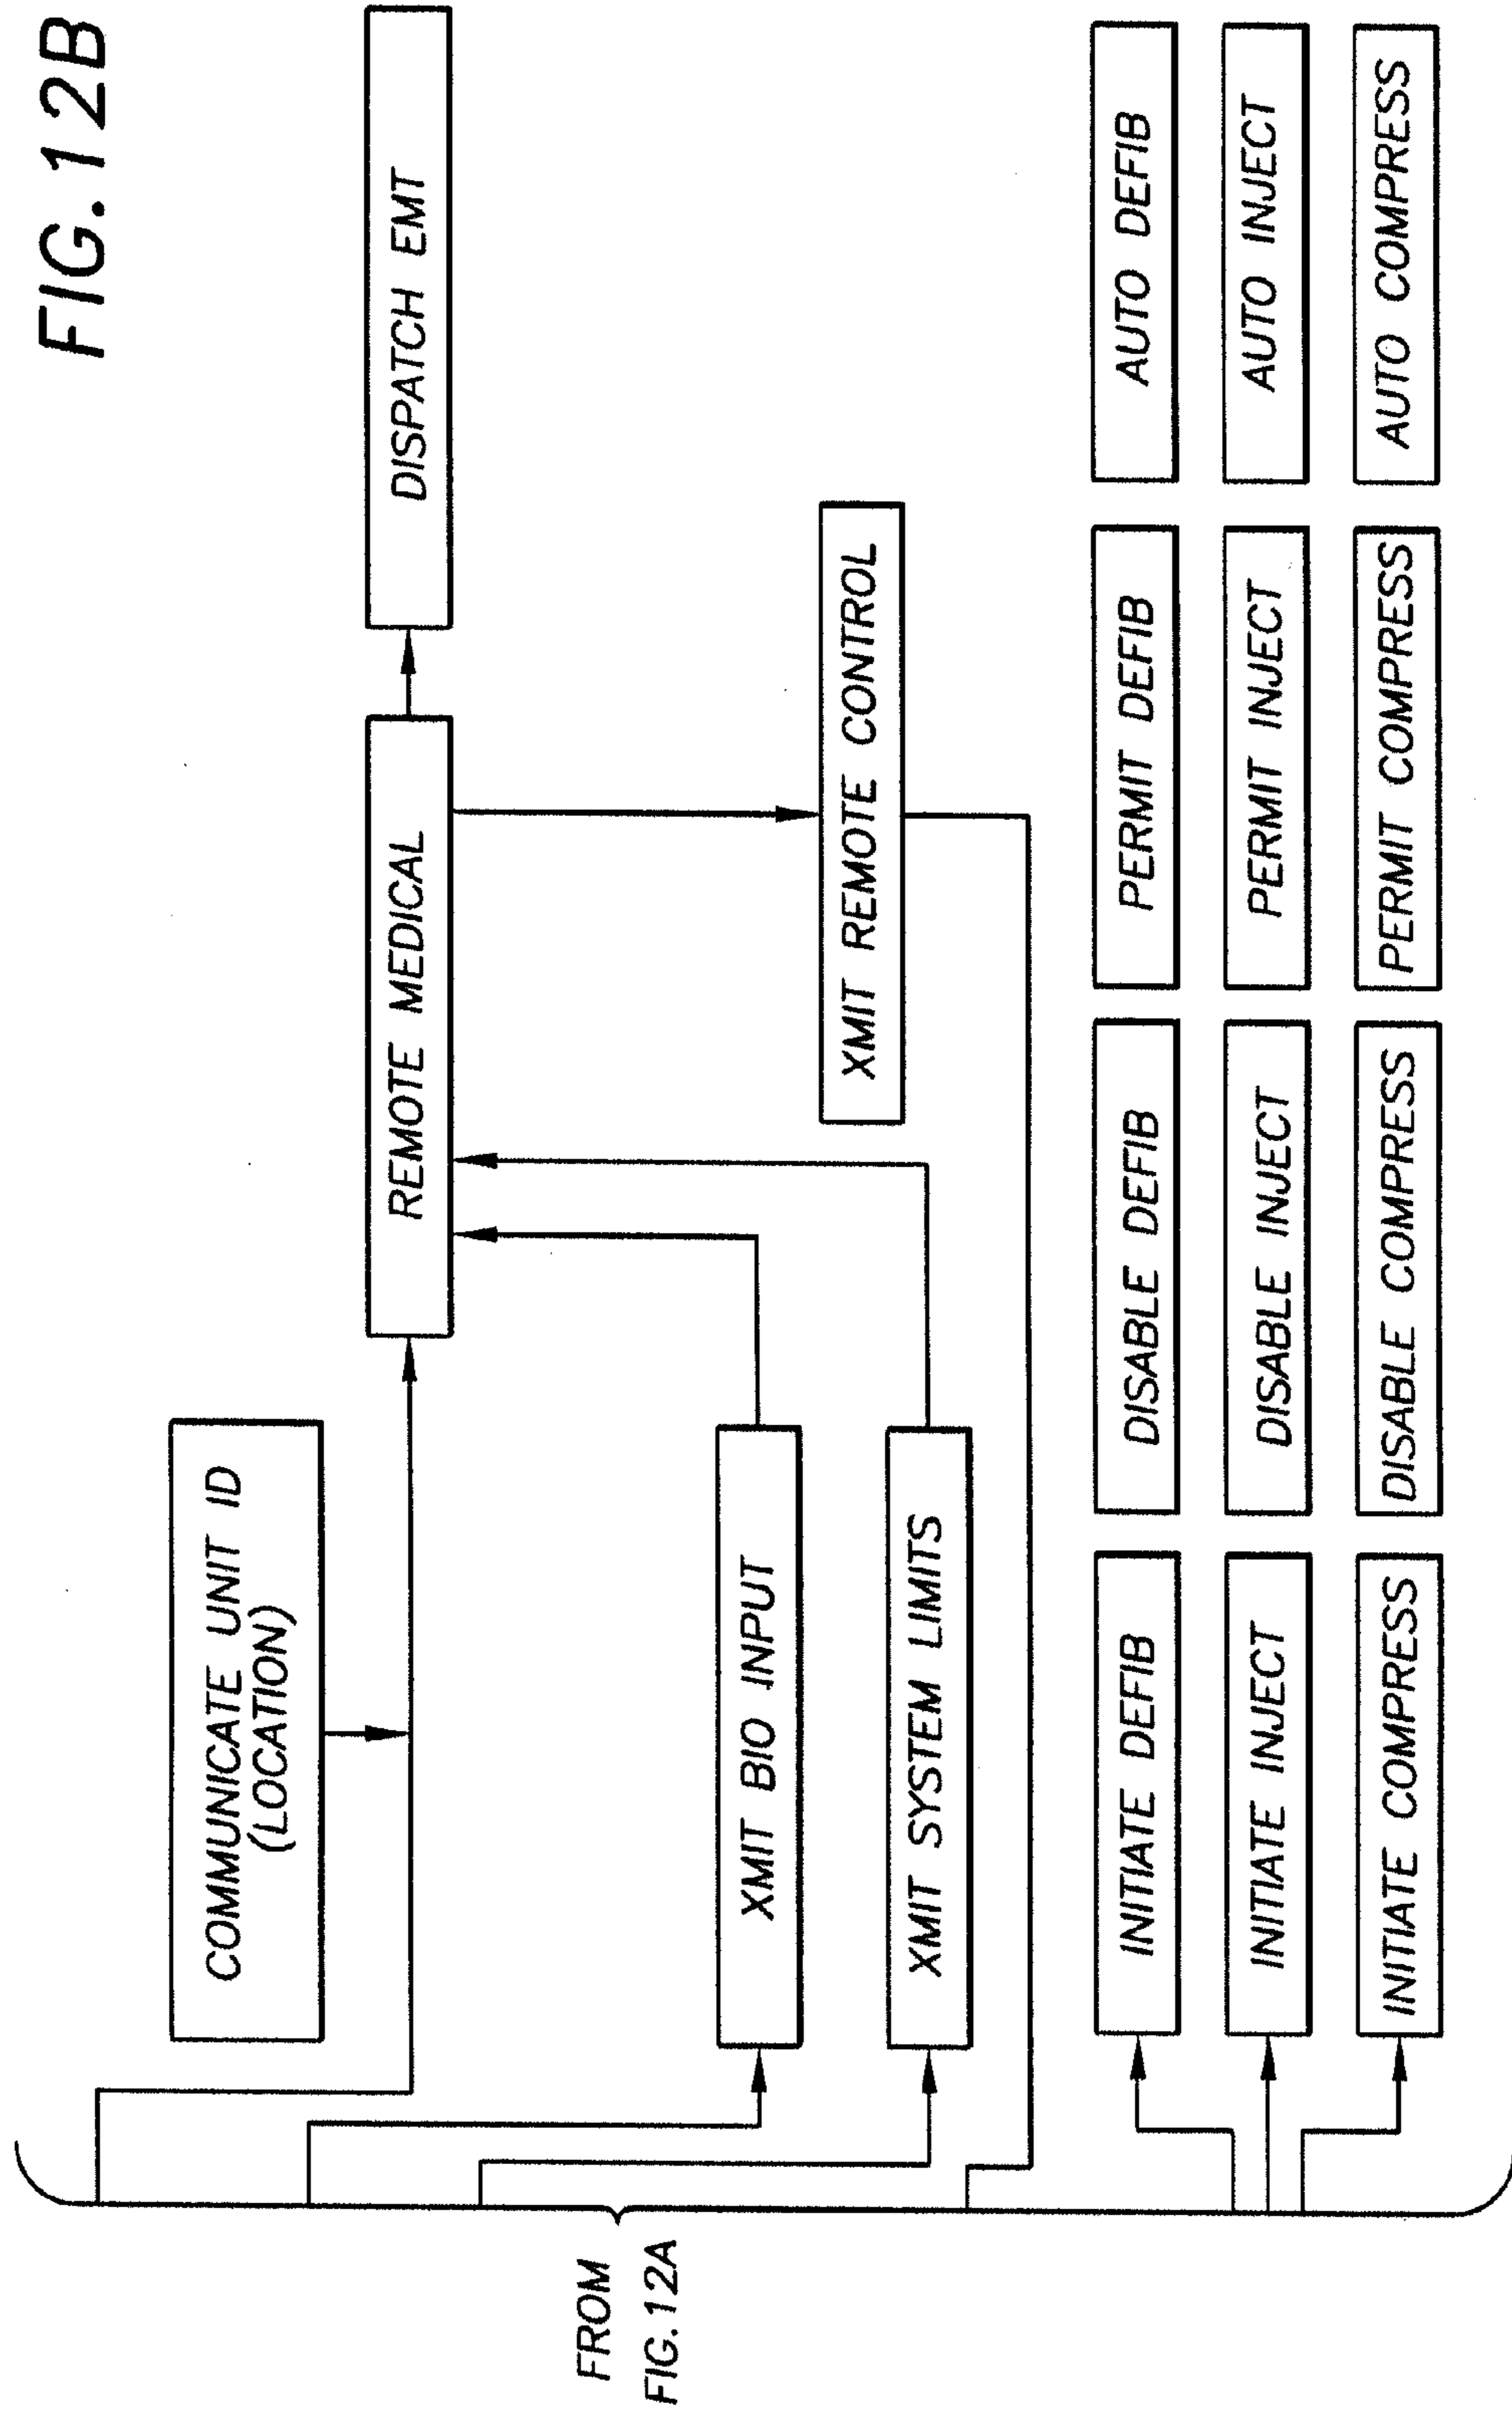 FIG.12B
COMMUNICATE UNIT ID
(LOCATION)
REMOTE MEDICAL
DISPATCH EMT
XMIT BIO INPUT
XMIT REMOTE CONTROL
XMIT SYSTEM LIMITS
FROM
FIG.12A
INITIATE DEFIB
DISABLE DEFIB
PERMIT DEFIB
AUTO DEFIB
INITIATE INJECT
DISABLE INJECT
PERMIT INJECT
AUTO INJECT
INITIATE COMPRESS
DISABLE COMPRESS
PERMIT COMPRESS
AUTO COMPRESS